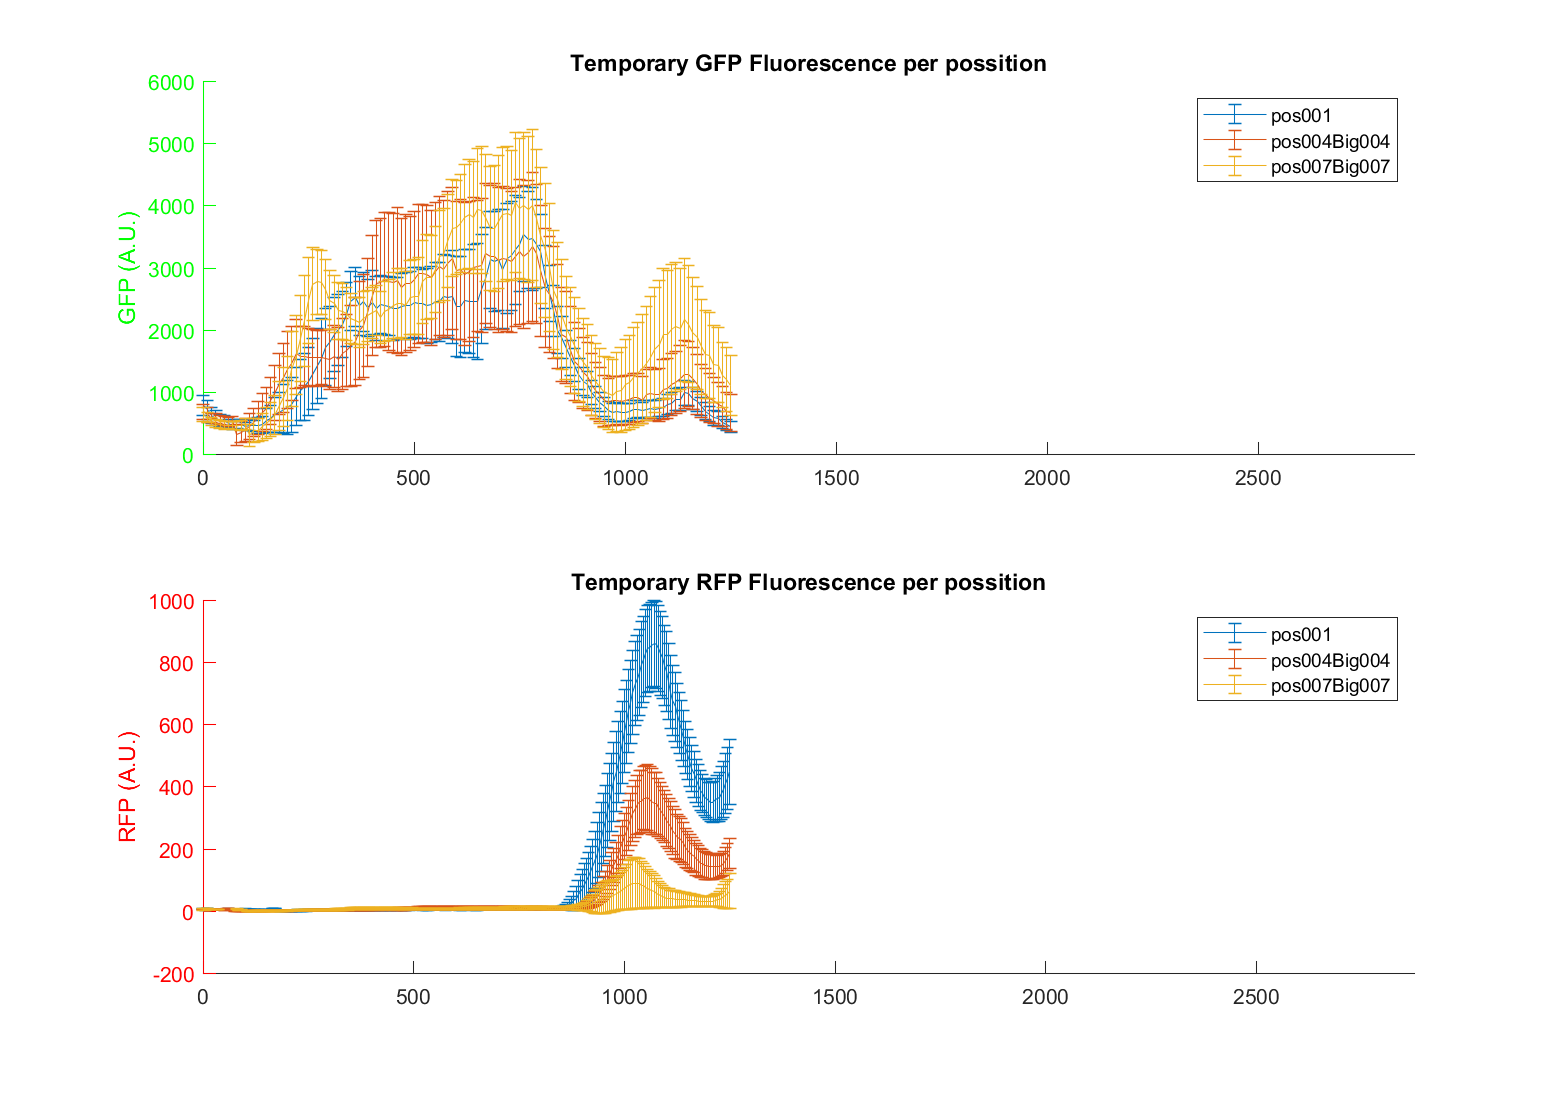 Temporary GFP Fluorescence per possition
6000
5000
4000
3000
2000
1000
0
GFP (A.U.)
pos001
pos004Big004
pos007Big007
0 500 1000 1500 2000 2500
Temporary RFP Fluorescence per possition
1000
800
600
400
200
0
-200
RFP (A.U.)
pos001
pos004Big004
pos007Big007
0 500 1000 1500 2000 2500